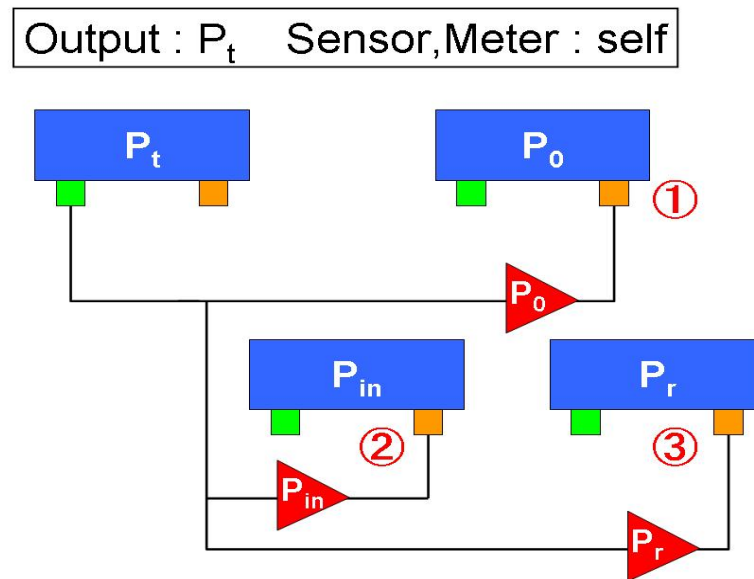 Output : Pt Sensor,Meter : self
Pt
P0
①
P0
Pin
Pr
②
③
Pin
Pr